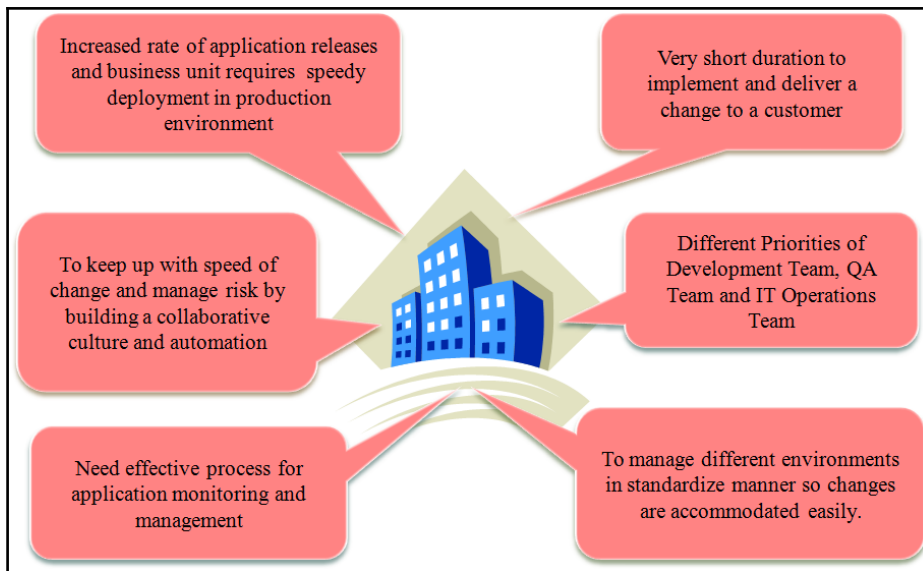 Increased rate of application releases
and business unit requires speedy
deployment in production
environment
Very short duration to
implement and deliver a
change to a customer
To keep up with speed of
change and manage risk by
building a collaborative
culture and automation
Different Priorities of
Development Team, QA
Team and IT Operations
Team
Need effective process for
application monitoring and
management
To manage different environments
in standardize manner so changes
are accommodated easily.